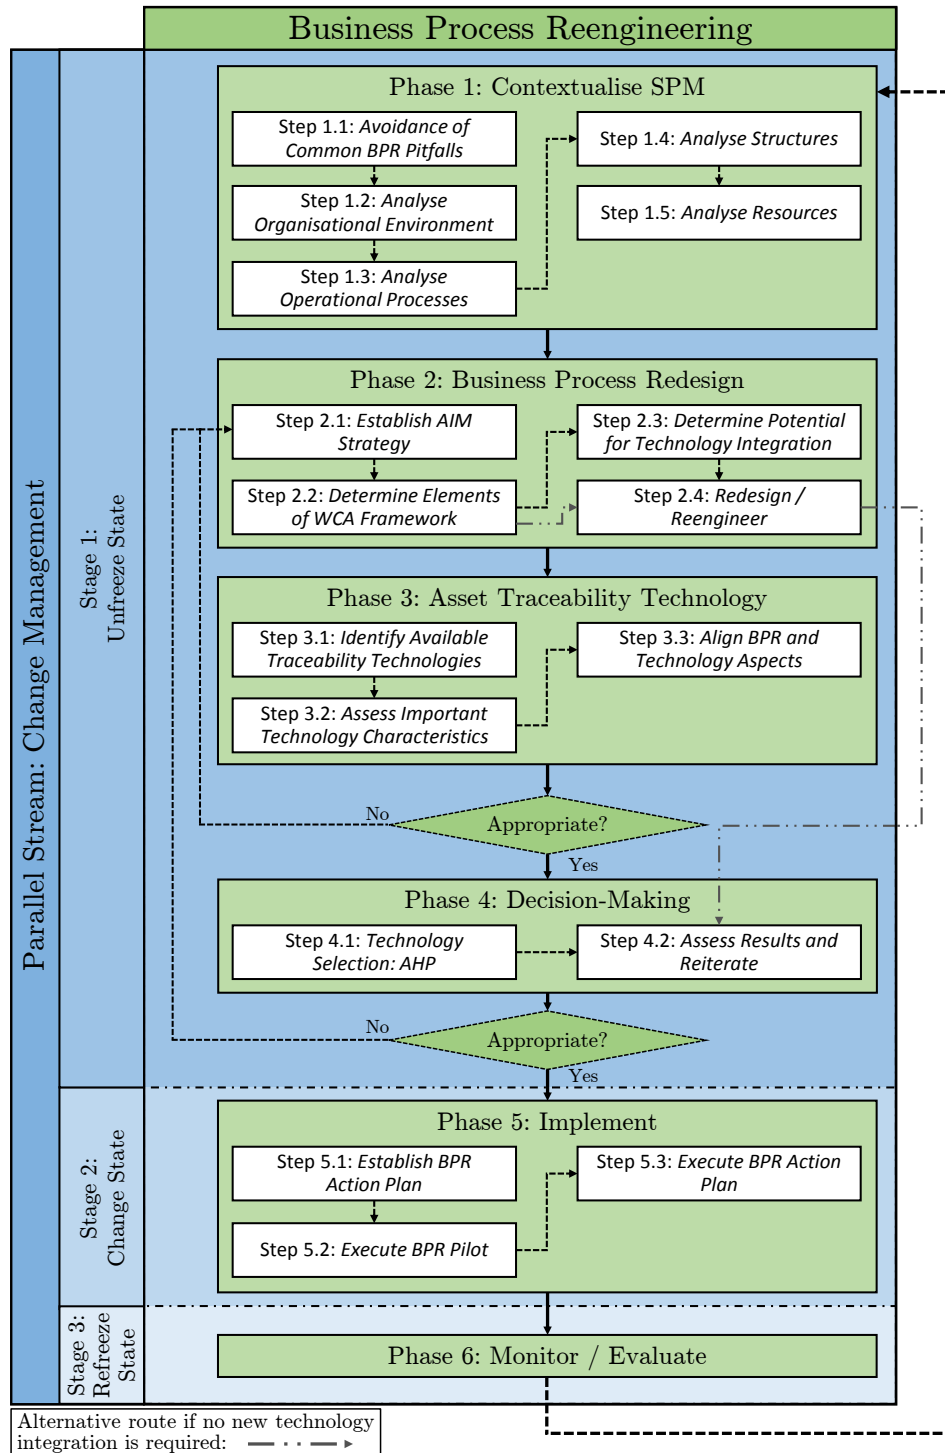 Business Process Reengineering
Parallel Stream: Change Management
Stage 1:
Unfreeze State
Phase 1: Contextualise SPM
Step 1.1: Avoidance of
Common BPR Pitfalls
Step 1.2: Analyse
Organisational Environment
Step 1.3: Analyse
Operational Processes
Step 1.4: Analyse Structures
Step 1.5: Analyse Resources
Phase 2: Business Process Redesign
Step 2.1: Establish AIM
Strategy
Step 2.2: Determine Elements
of WCA Framework
Step 2.3: Determine Potential
for Technology Integration
Step 2.4: Redesign /
Reengineer
Phase 3: Asset Traceability Technology
Step 3.1: Identify Available
Traceability Technologies
Step 3.2: Assess Important
Technology Characteristics
Step 3.3: Align BPR and
Technology Aspects
No
Appropriate?
Yes
Phase 4: Decision-Making
Step 4.1: Technology
Selection: AHP
Step 4.2: Assess Results and
Reiterate
No
Appropriate?
Yes
Stage 2:
Change State
Phase 5: Implement
Step 5.1: Establish BPR
Action Plan
Step 5.2: Execute BPR Pilot
Step 5.3: Execute BPR Action
Plan
Stage 3:
Refreeze
State
Phase 6: Monitor / Evaluate
Alternative route if no new technology
integration is required: